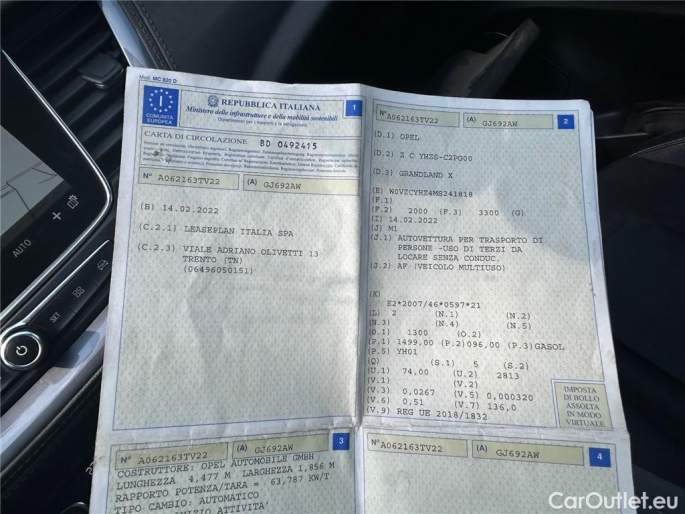 Mod. MC 820 D
I
COMUNITÀ
EUROPEA
REPUBBLICA ITALIANA
Ministero delle infrastrutture e della mobilità sostenibili
1
CARTA DI CIRCOLAZIONE BD 0492415
N° A062163TV22 (A) GJ692AW
(B) 14.02.2022
(C.2.1) LEASEPLAN ITALIA SPA
(C.2.3) VIALE ADRIANO OLIVETTI 13
TRENTO (TN)
(06496050151)
N° A062163TV22 (A) GJ692AW 2
(D.1) OPEL
(D.2) Z C YHZS-C2PG00
(D.3) GRANDLAND X
(E) W0VZCYHZ4MS241818
(F.1)
(F.2) 2000 (F.3) 3300 (G)
(I) 14.02.2022
(J) M1
(J.1) AUTOVETTURA PER TRASPORTO DI
PERSONE -USO DI TERZI DA
LOCARE SENZA CONDUC.
(J.2) AF (VEICOLO MULTIUSO)
(K)
E2*2007/46*0597*21
(L) 2 (N.1) (N.2)
(N.3) (N.4) (N.5)
(O.1) 1300 (O.2)
(P.1) 1499,00 (P.2)096,00 (P.3)GASOL
(P.5) YH01
(Q) (S.1) 5 (S.2)
(U.1) 74,00 (U.2) 2813
(V.1) (V.2)
(V.3) 0,0267 (V.5) 0,000320
(V.6) 0,51 (V.7) 136,0
(V.9) REG UE 2018/1832
IMPOSTA
DI BOLLO
ASSOLTA
IN MODO
VIRTUALE
N° A062163TV22 (A) GJ692AW 3
COSTRUTTORE: OPEL AUTOMOBILE GMBH
LUNGHEZZA 4,477 M LARGHEZZA 1,856 M
RAPPORTO POTENZA/TARA = 63,787 KW/T
TIPO CAMBIO: AUTOMATICO
INIZIO ATTIVITA'
N° A062163TV22 (A) GJ692AW 4
AUTO
SET
CarOutlet.eu